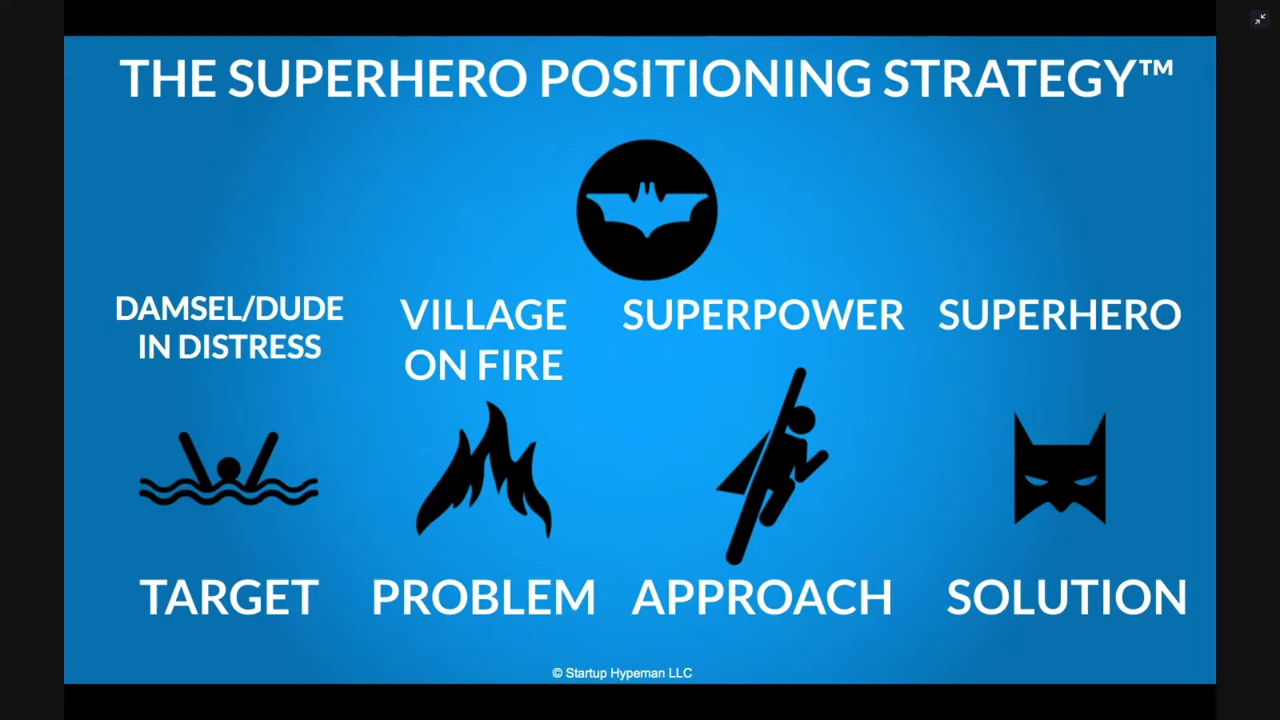 THE SUPERHERO POSITIONING STRATEGY™
DAMSEL/DUDE
IN DISTRESS
VILLAGE
ON FIRE
SUPERPOWER
SUPERHERO
TARGET
PROBLEM
APPROACH
SOLUTION
© Startup Hypeman LLC